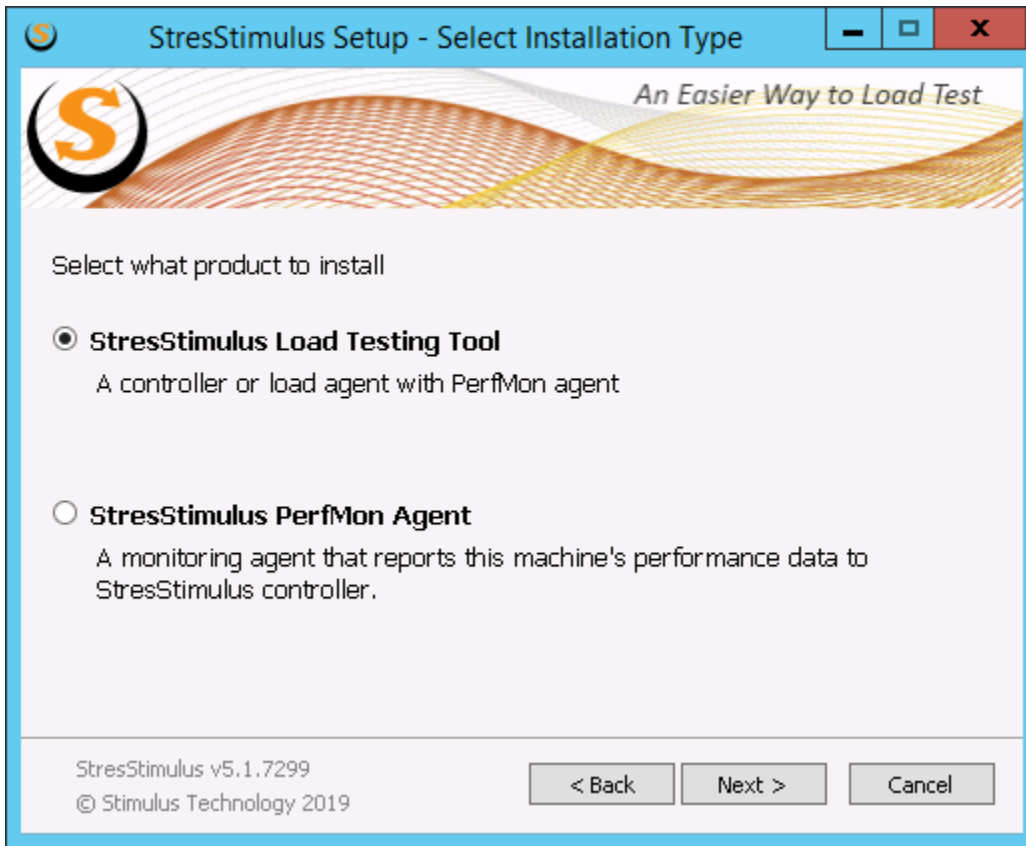 StresStimulus Setup - Select Installation Type
An Easier Way to Load Test
Select what product to install
StresStimulus Load Testing Tool
A controller or load agent with PerfMon agent
StresStimulus PerfMon Agent
A monitoring agent that reports this machine's performance data to
StresStimulus controller.
StresStimulus v5.1.7299
© Stimulus Technology 2019
< Back
Next >
Cancel